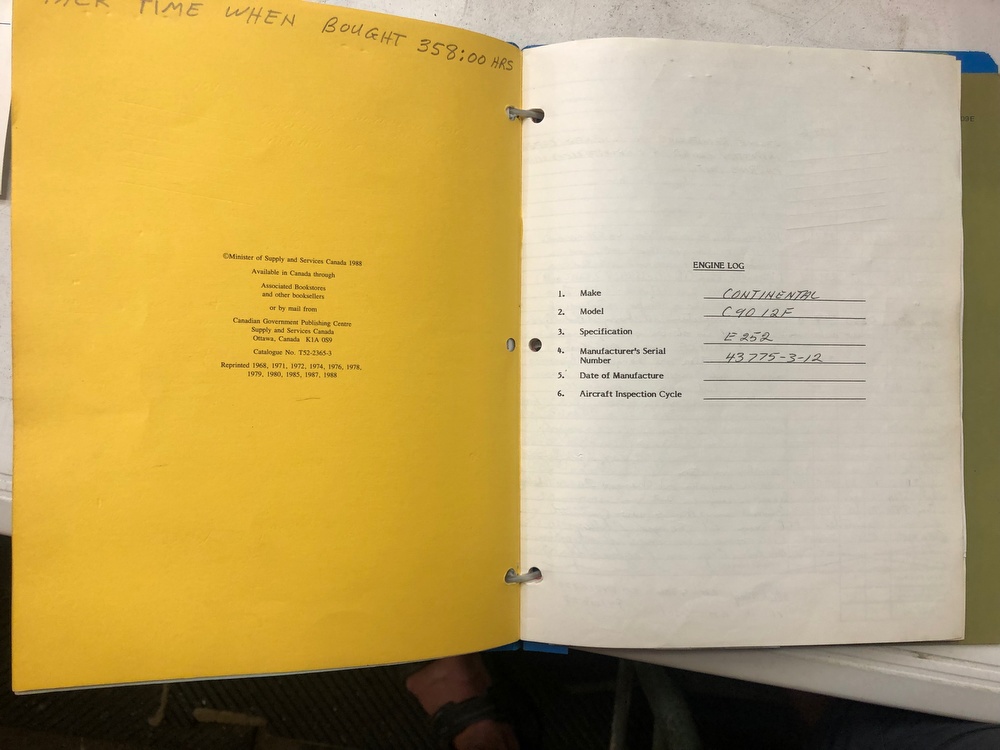 TIME WHEN BOUGHT 358:00 HRS
©Minister of Supply and Services Canada 1988
Available in Canada through
Associated Bookstores
and other booksellers
or by mail from
Canadian Government Publishing Centre
Supply and Services Canada
Ottawa, Canada K1A 0S9
Catalogue No. T52-2365-3
Reprinted 1968, 1971, 1972, 1974, 1976, 1978,
1979, 1980, 1985, 1987, 1988
ENGINE LOG
1. Make CONTINENTAL
2. Model C90 12F
3. Specification E252
4. Manufacturer's Serial
Number 43775-3-12
5. Date of Manufacture
6. Aircraft Inspection Cycle